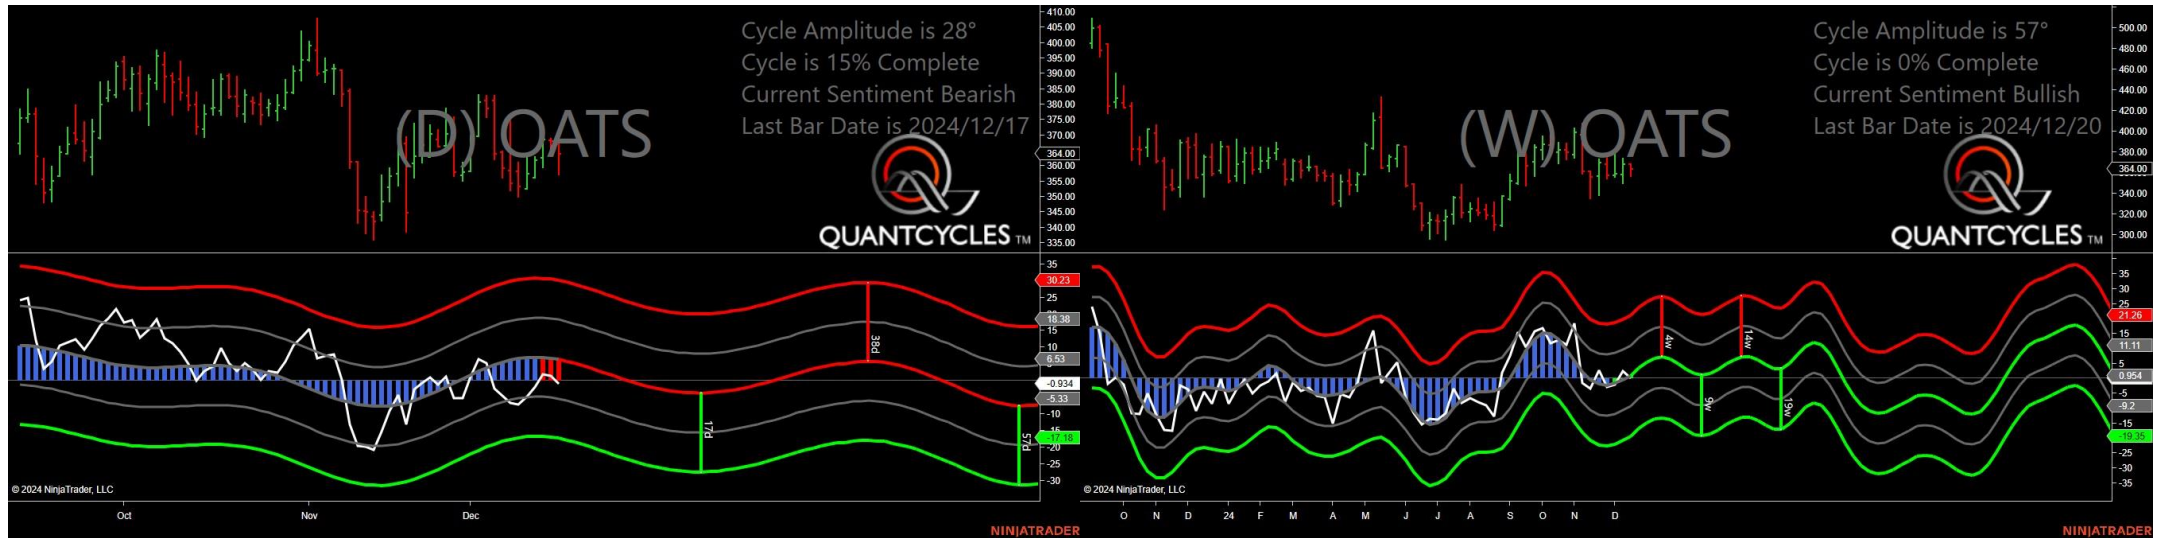 Cycle Amplitude is 28°
Cycle is 15% Complete
Current Sentiment Bearish
Last Bar Date is 2024/12/17
(D) OATS
QUANTCYCLES TM
410.00
405.00
400.00
395.00
390.00
385.00
380.00
375.00
370.00
364.00
360.00
355.00
350.00
345.00
340.00
335.00
35
30.23
25
18.38
10
6.53
-0.934
-5.33
-10
-17.18
-20
-25
-30
38d
17d
57d
© 2024 NinjaTrader, LLC
Oct Nov Dec
NINJATRADER
Cycle Amplitude is 57°
Cycle is 0% Complete
Current Sentiment Bullish
Last Bar Date is 2024/12/20
(W) OATS
QUANTCYCLES TM
500.00
480.00
460.00
440.00
420.00
400.00
380.00
364.00
340.00
320.00
300.00
35
30
25
21.26
15
11.11
5
0.954
-5
-9.2
-15
-19.35
-25
-30
-35
4w
14w
9w
19w
© 2024 NinjaTrader, LLC
O N D 24 F M A M J J A S O N D
NINJATRADER